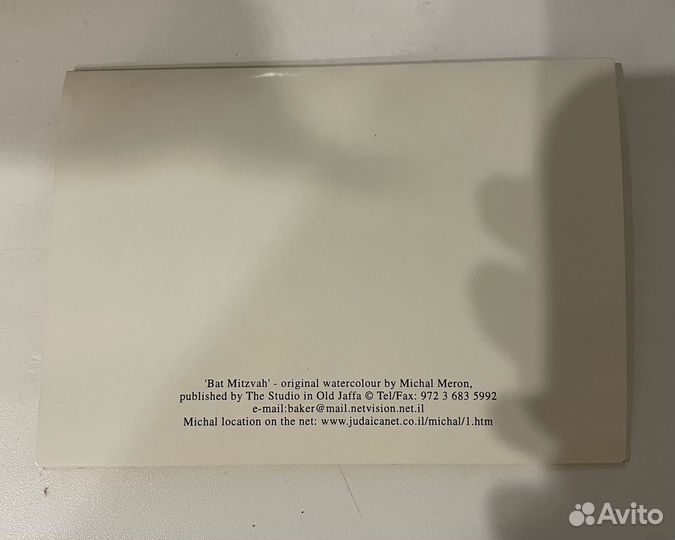 'Bat Mitzvah' - original watercolour by Michal Meron,
published by The Studio in Old Jaffa © Tel/Fax: 972 3 683 5992
e-mail:baker@mail.netvision.net.il
Michal location on the net: www.judaicanet.co.il/michal/1.htm
Avito